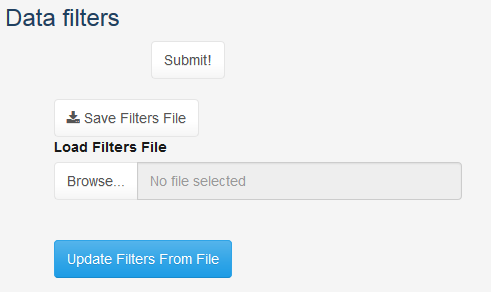 Data filters
Submit!
Save Filters File
Load Filters File
Browse... No file selected
Update Filters From File